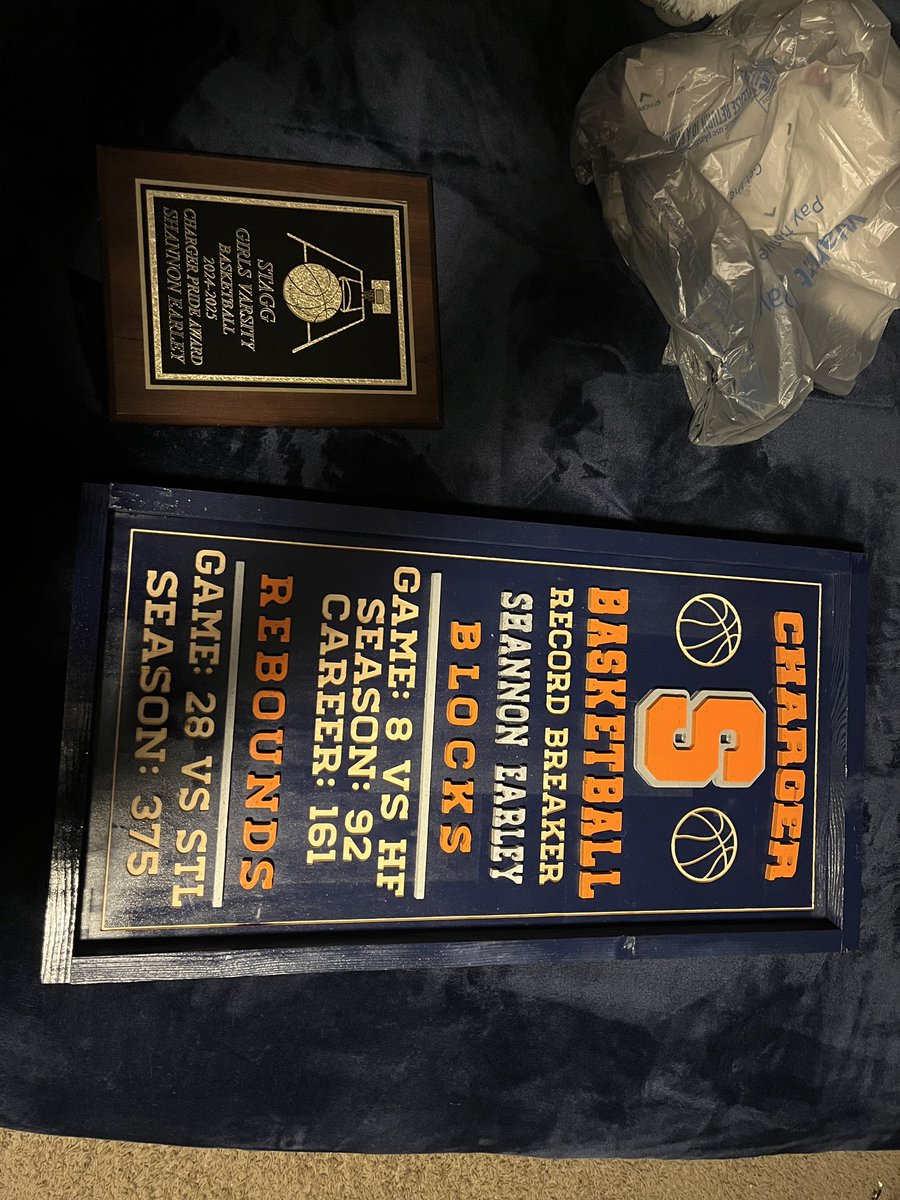 STAGG
GIRLS VARSITY
BASKETBALL
2024-2025
CHARGER PRIDE AWARD
SHANNON EARLEY
CHARGER
S
BASKETBALL
RECORD BREAKER
SHANNON EARLEY
BLOCKS
GAME: 8 VS HF
SEASON: 92
CAREER: 161
REBOUNDS
GAME: 28 VS STL
SEASON: 375